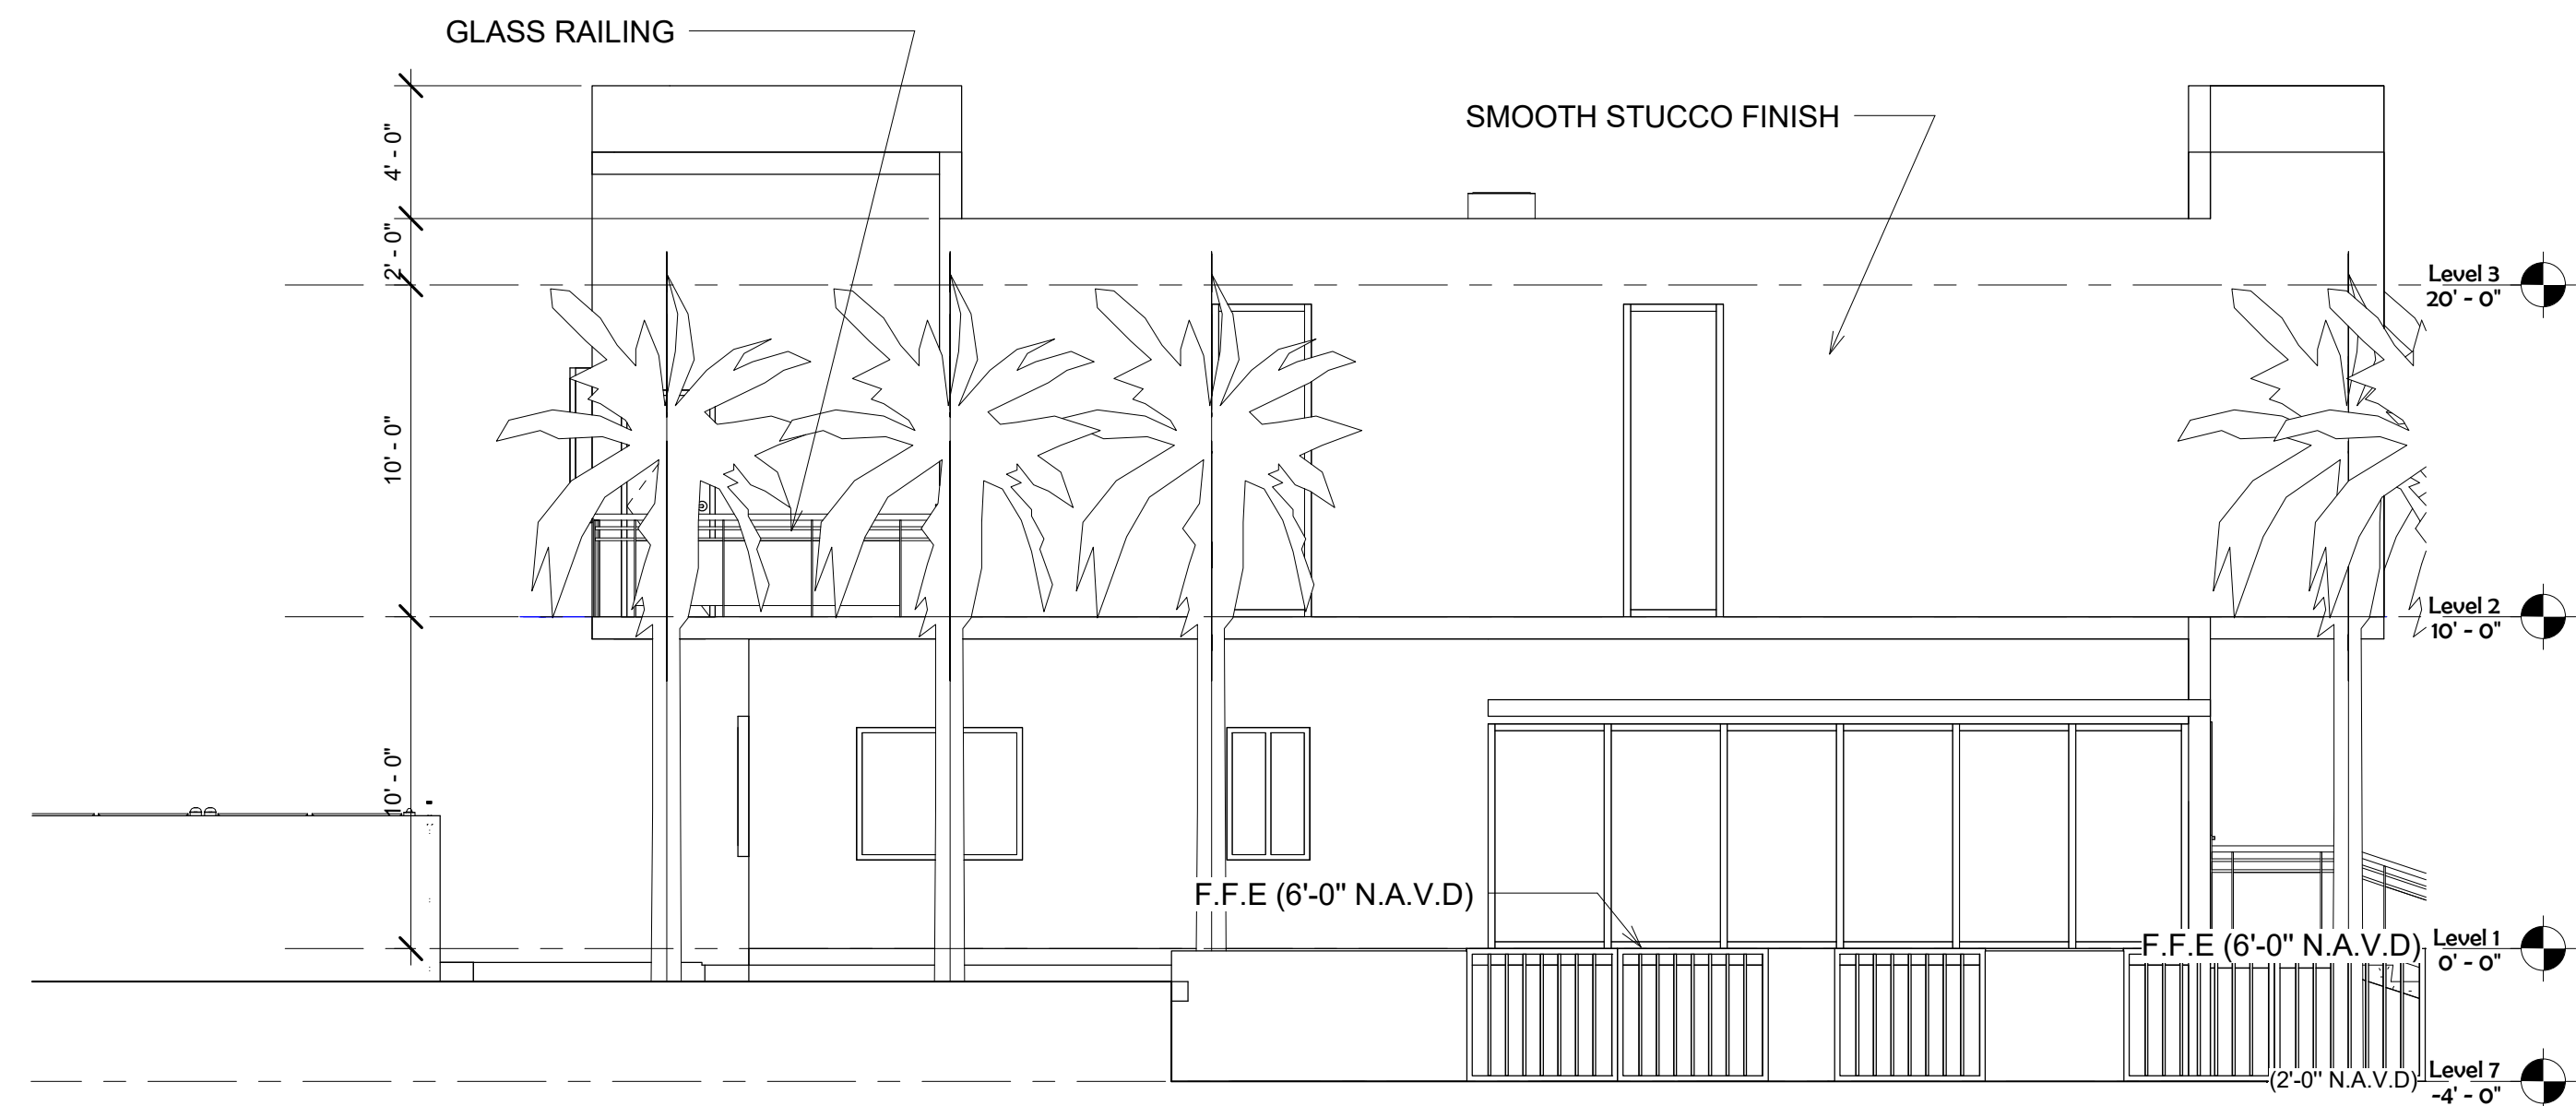 GLASS RAILING
SMOOTH STUCCO FINISH
4' - 0"
2' - 0"
Level 3
20' - 0"
10' - 0"
Level 2
10' - 0"
10' - 0"
F.F.E (6'-0" N.A.V.D)
F.F.E (6'-0" N.A.V.D)
Level 1
0' - 0"
(2'-0" N.A.V.D)
Level 7
-4' - 0"